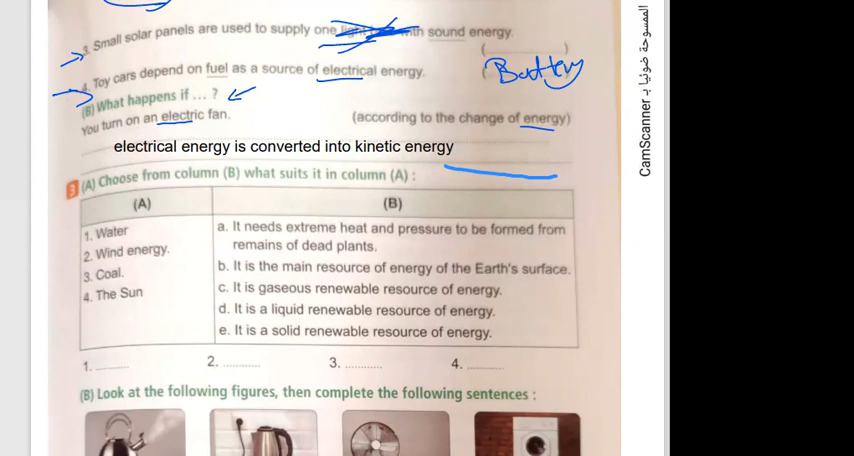 3. Small solar panels are used to supply one with sound energy.
(..............)
4. Toy cars depend on fuel as a source of electrical energy.
( Battery )
(B) What happens if ... ?
You turn on an electric fan. (according to the change of energy)
electrical energy is converted into kinetic energy
3 (A) Choose from column (B) what suits it in column (A) :
(A) (B)
1. Water
2. Wind energy.
3. Coal.
4. The Sun
a. It needs extreme heat and pressure to be formed from
remains of dead plants.
b. It is the main resource of energy of the Earth's surface.
c. It is gaseous renewable resource of energy.
d. It is a liquid renewable resource of energy.
e. It is a solid renewable resource of energy.
1. ........... 2. ............ 3. ............ 4. ............
(B) Look at the following figures, then complete the following sentences :
الممسوحة ضوئيا بـ CamScanner